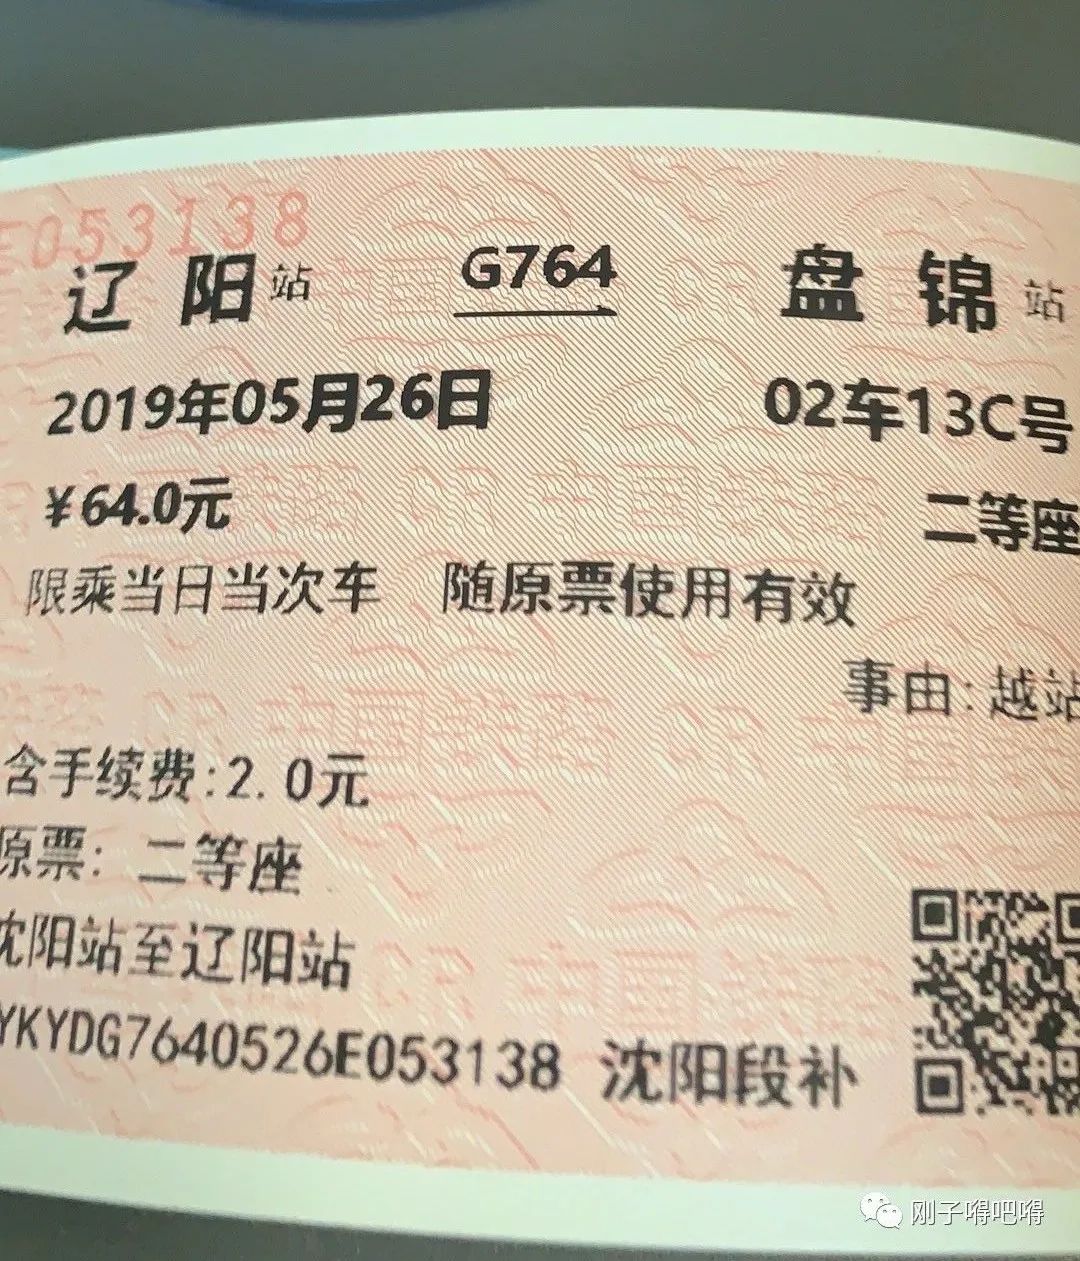 E053138
辽阳站 G764 盘锦站
2019年05月26日 02车13C号
¥64.0元 二等座
限乘当日当次车 随原票使用有效
事由:越站
含手续费:2.0元
原票: 二等座
沈阳站至辽阳站
YKYDG7640526E053138 沈阳段补
刚子嘚吧嘚